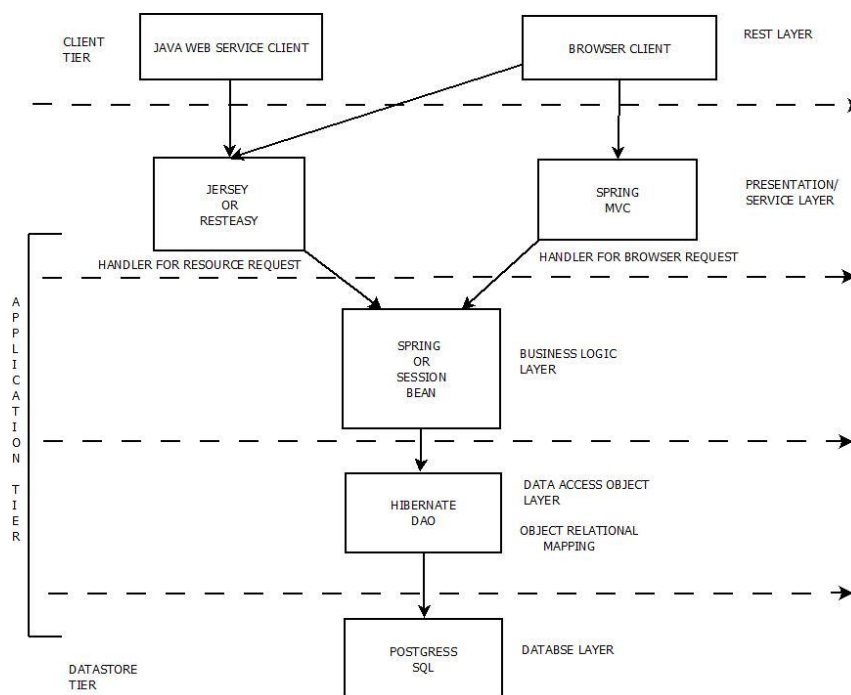 CLIENT
TIER
JAVA WEB SERVICE CLIENT
BROWSER CLIENT
REST LAYER
JERSEY
OR
RESTEASY
SPRING
MVC
PRESENTATION/
SERVICE LAYER
HANDLER FOR RESOURCE REQUEST
HANDLER FOR BROWSER REQUEST
APPLICATION TIER
SPRING
OR
SESSION
BEAN
BUSINESS LOGIC
LAYER
HIBERNATE
DAO
DATA ACCESS OBJECT
LAYER
OBJECT RELATIONAL
MAPPING
POSTGRESS
SQL
DATABSE LAYER
DATASTORE
TIER